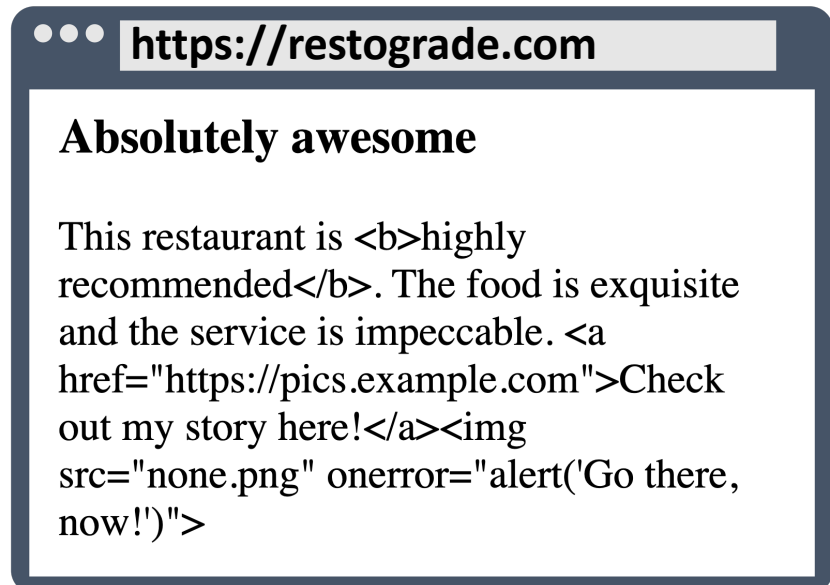 https://restograde.com
Absolutely awesome
This restaurant is <b>highly
recommended</b>. The food is exquisite
and the service is impeccable. <a
href="https://pics.example.com">Check
out my story here!</a><img
src="none.png" onerror="alert('Go there,
now!')">